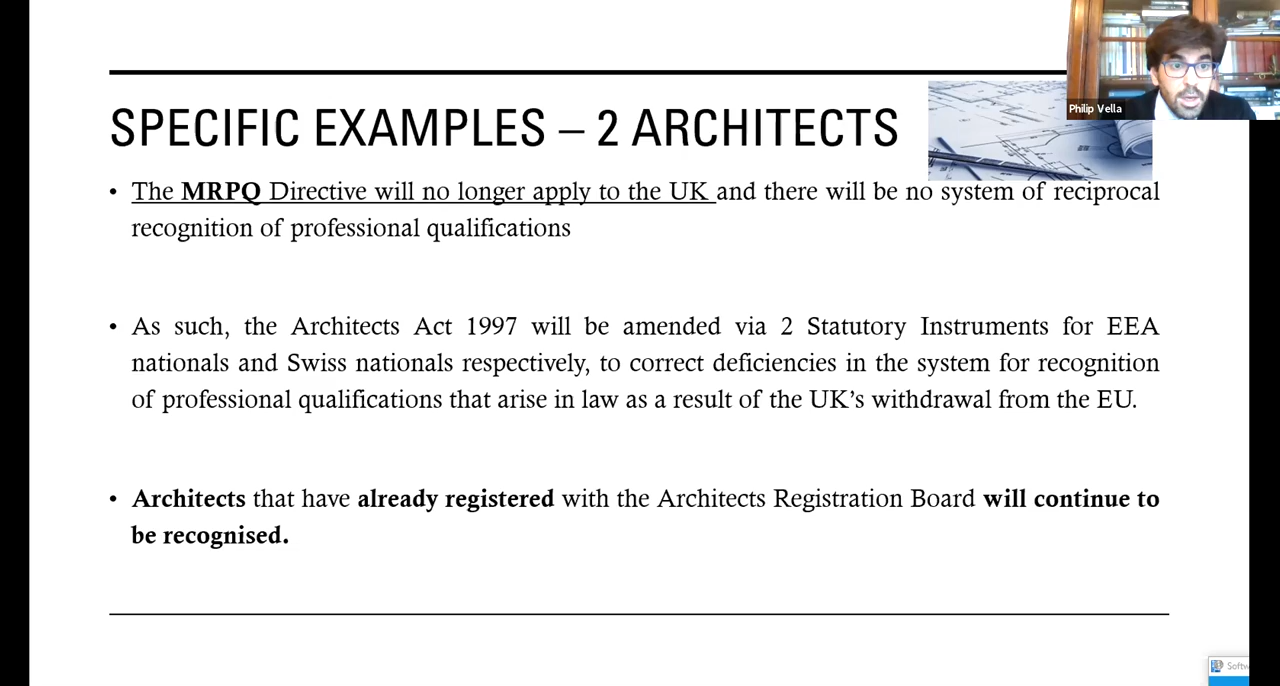 Philip Vella
SPECIFIC EXAMPLES – 2 ARCHITECTS
• The MRPQ Directive will no longer apply to the UK and there will be no system of reciprocal
recognition of professional qualifications
• As such, the Architects Act 1997 will be amended via 2 Statutory Instruments for EEA
nationals and Swiss nationals respectively, to correct deficiencies in the system for recognition
of professional qualifications that arise in law as a result of the UK’s withdrawal from the EU.
• Architects that have already registered with the Architects Registration Board will continue to
be recognised.